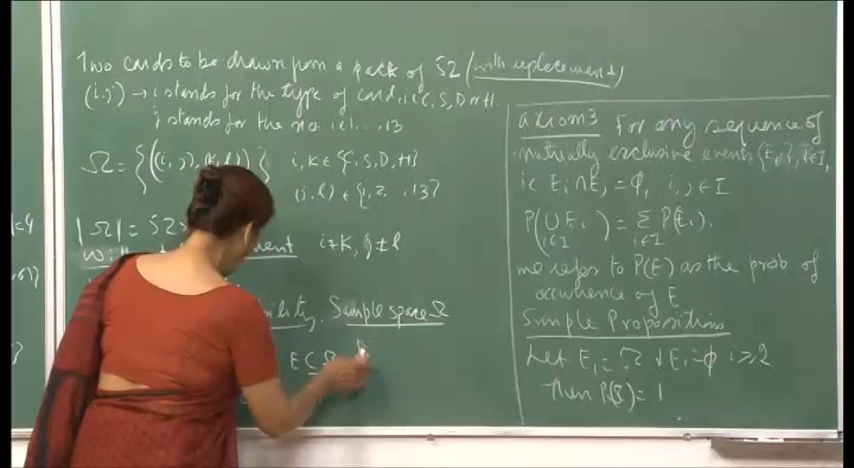 Two cards to be drawn from a pack of 52 (with replacement)
(i,j) → i stands for the type of card, i.e. C, S, D or H.
j stands for the no. i.e. 1...,13
Ω = {(i,j), (k,l)} i,k ∈ {C, S, D, H}
(j,l) ∈ {1,2, ,13}
|Ω| = 52
ment i≠k, j≠l
bility. Sample space Ω
E ⊆ Ω
axiom 3 For any sequence of
mutually exclusive events {Ei}, i∈I,
ie Ei∩Ej = Φ, i,j ∈ I
P(∪Ei) = Σ P(Ei).
i∈I i∈I
we refer to P(E) as the prob of
occurrence of E
Simple Propositions
Let E1 = Ω & Ei = φ i ≥ 2
Then P(Ω) = 1